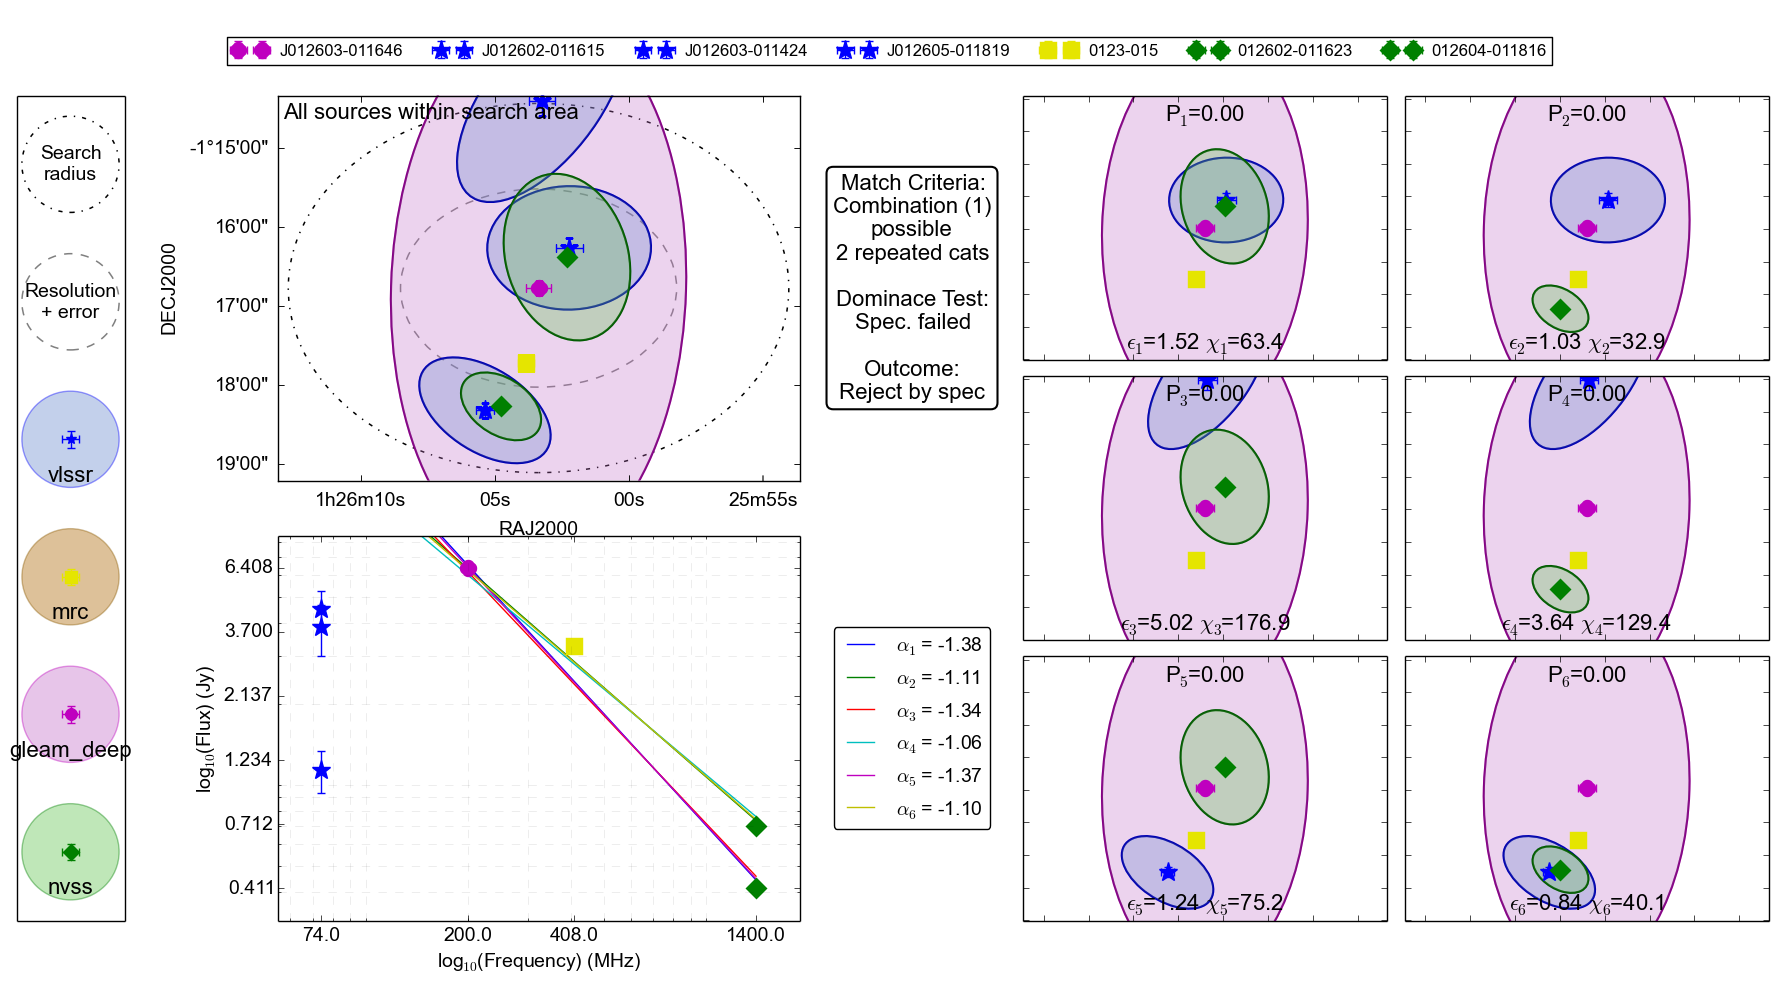 J012603-011646 J012602-011615 J012603-011424 J012605-011819 0123-015 012602-011623 012604-011816
Search
radius
Resolution
+ error
vlssr
mrc
gleam_deep
nvss
All sources within search area
-1°15'00"
16'00"
17'00"
18'00"
19'00"
DECJ2000
1h26m10s 05s 00s 25m55s
RAJ2000
Match Criteria:
Combination (1)
possible
2 repeated cats
Dominace Test:
Spec. failed
Outcome:
Reject by spec
6.408
3.700
2.137
1.234
0.712
0.411
log₁₀(Flux) (Jy)
74.0 200.0 408.0 1400.0
log₁₀(Frequency) (MHz)
α₁ = -1.38
α₂ = -1.11
α₃ = -1.34
α₄ = -1.06
α₅ = -1.37
α₆ = -1.10
P₁=0.00
ϵ₁=1.52 χ₁=63.4
P₂=0.00
ϵ₂=1.03 χ₂=32.9
P₃=0.00
ϵ₃=5.02 χ₃=176.9
P₄=0.00
ϵ₄=3.64 χ₄=129.4
P₅=0.00
ϵ₅=1.24 χ₅=75.2
P₆=0.00
ϵ₆=0.84 χ₆=40.1